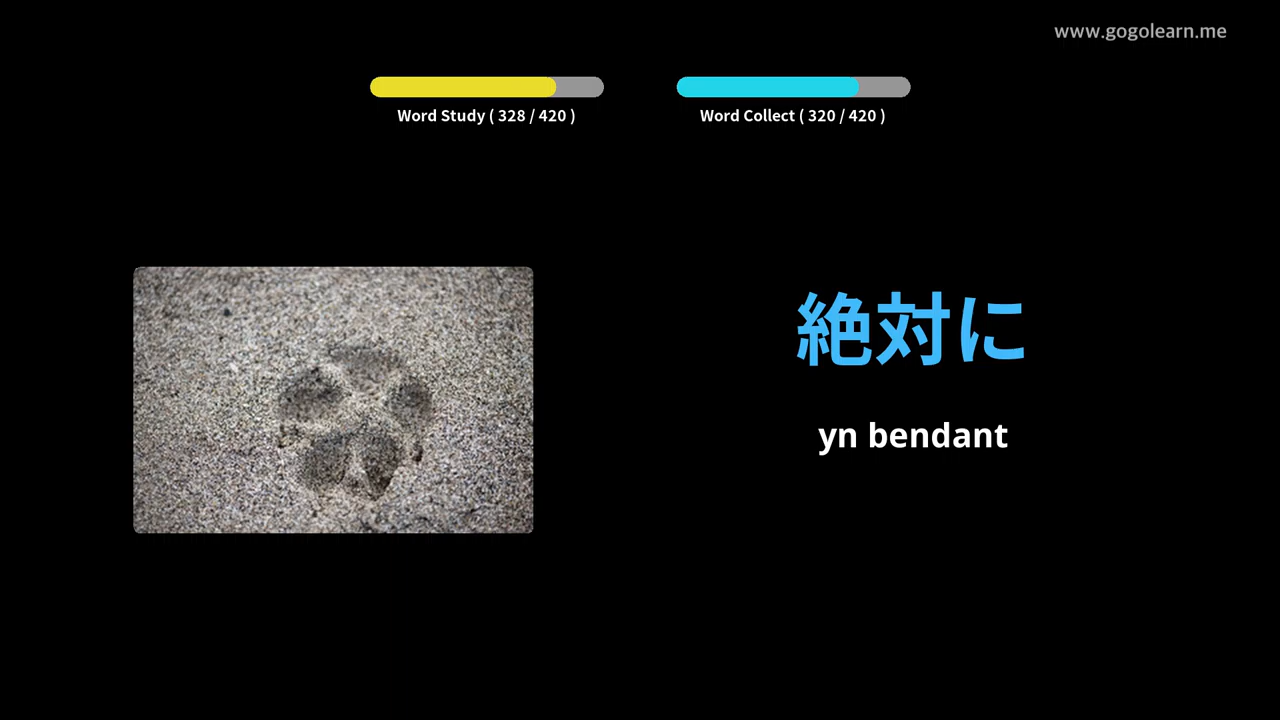 www.gogolearn.me
Word Study ( 328 / 420 )
Word Collect ( 320 / 420 )
絶対に
yn bendant